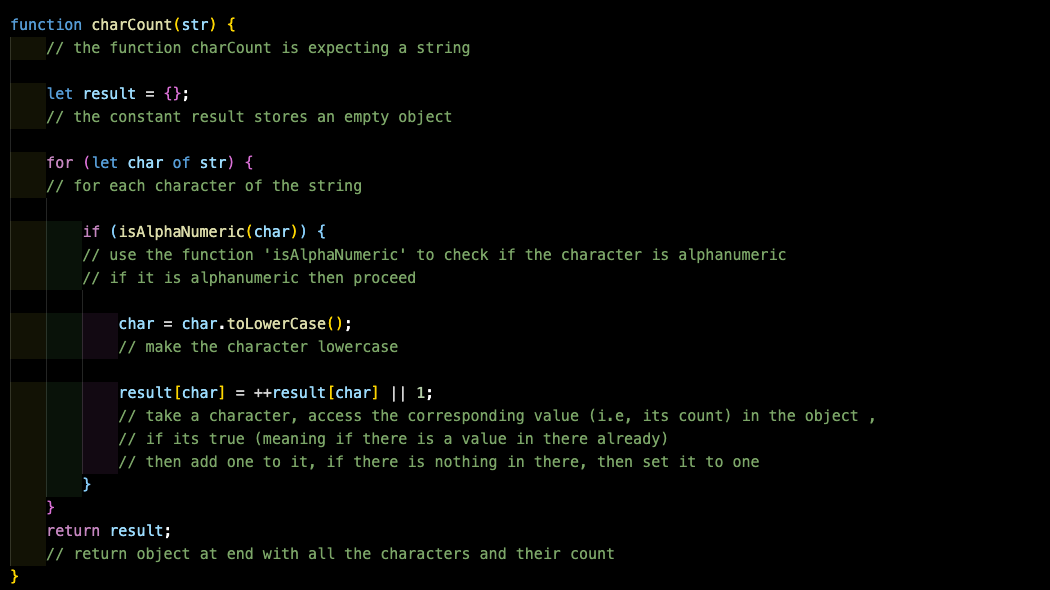 function charCount(str) {
// the function charCount is expecting a string
let result = {};
// the constant result stores an empty object
for (let char of str) {
// for each character of the string
if (isAlphaNumeric(char)) {
// use the function 'isAlphaNumeric' to check if the character is alphanumeric
// if it is alphanumeric then proceed
char = char.toLowerCase();
// make the character lowercase
result[char] = ++result[char] || 1;
// take a character, access the corresponding value (i.e, its count) in the object ,
// if its true (meaning if there is a value in there already)
// then add one to it, if there is nothing in there, then set it to one
}
}
return result;
// return object at end with all the characters and their count
}